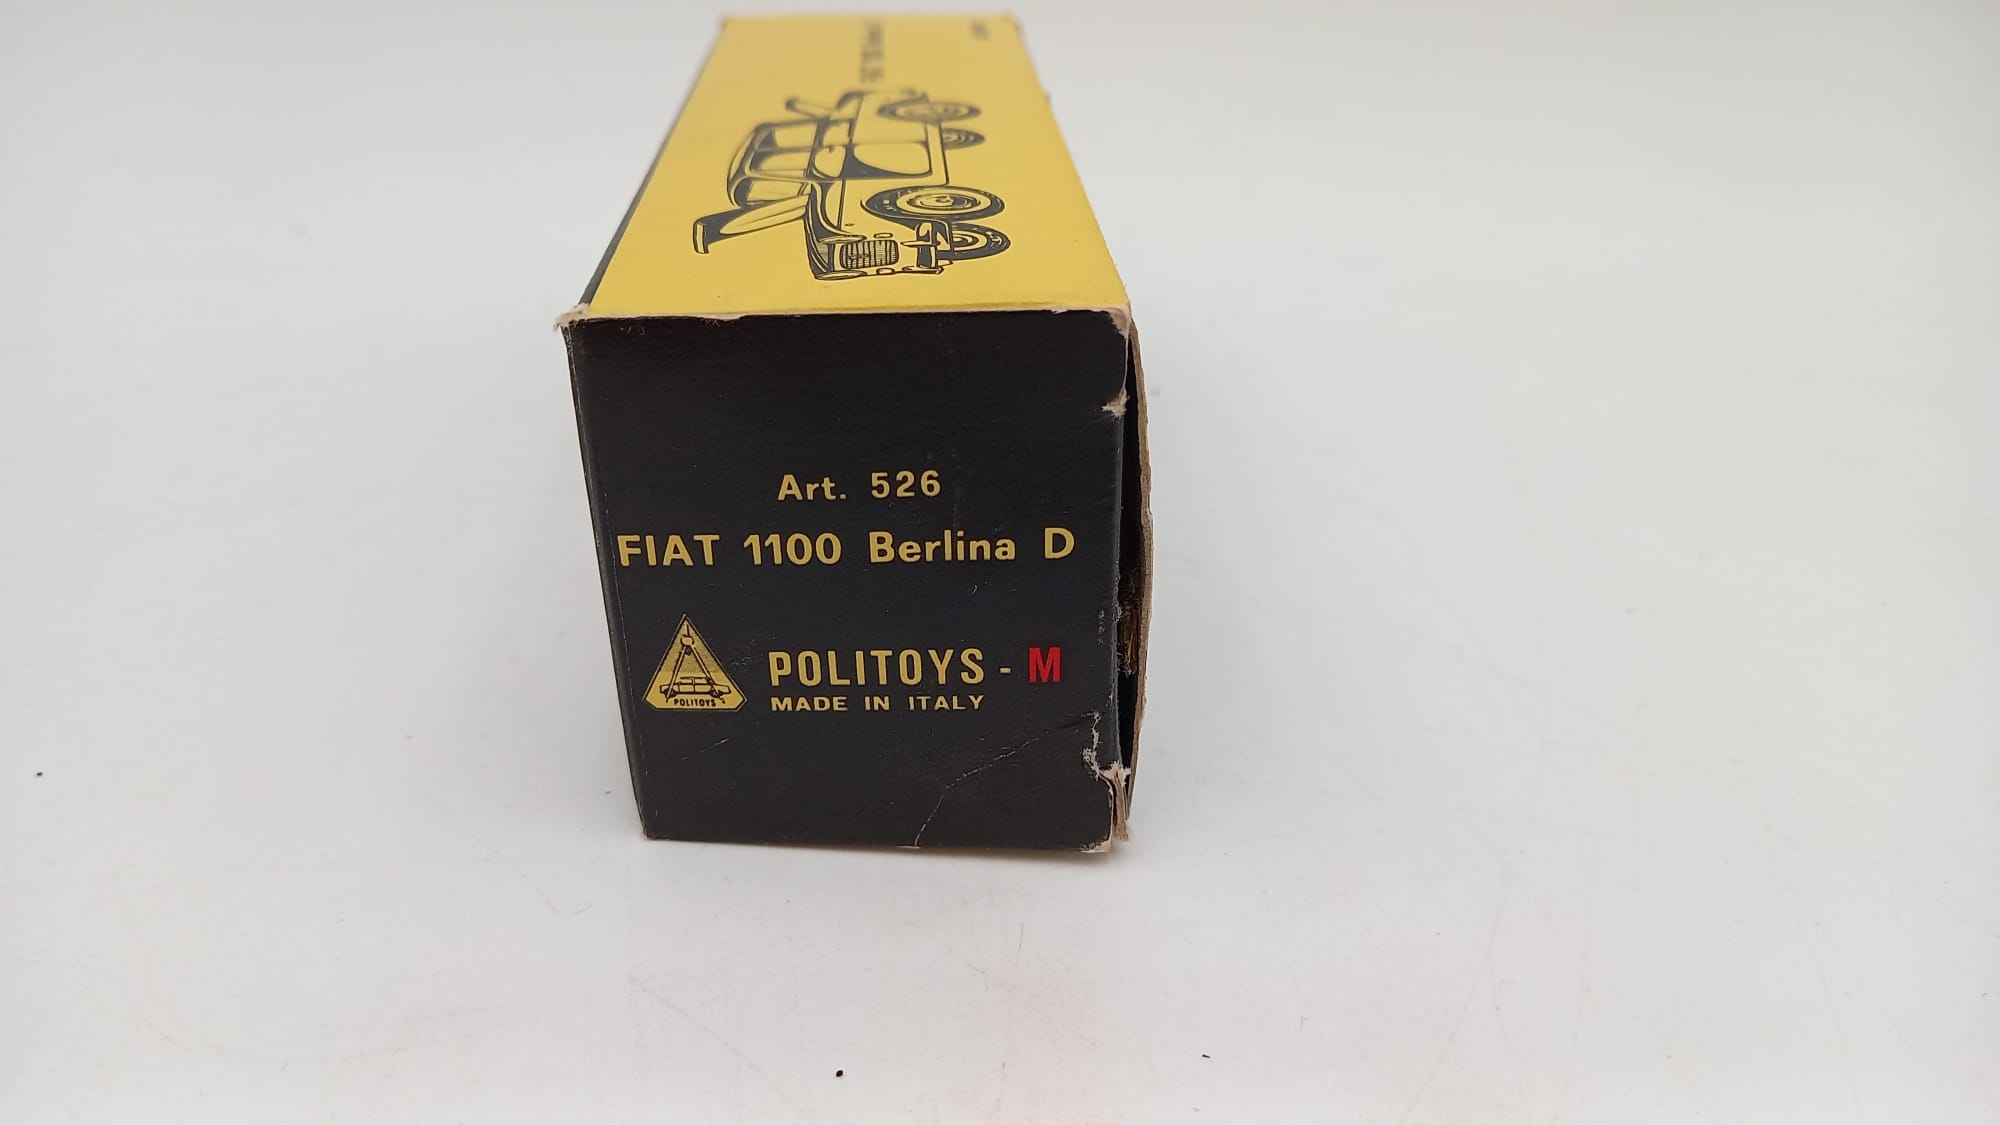 Art. 526
FIAT 1100 Berlina D
POLITOYS
POLITOYS - M
MADE IN ITALY